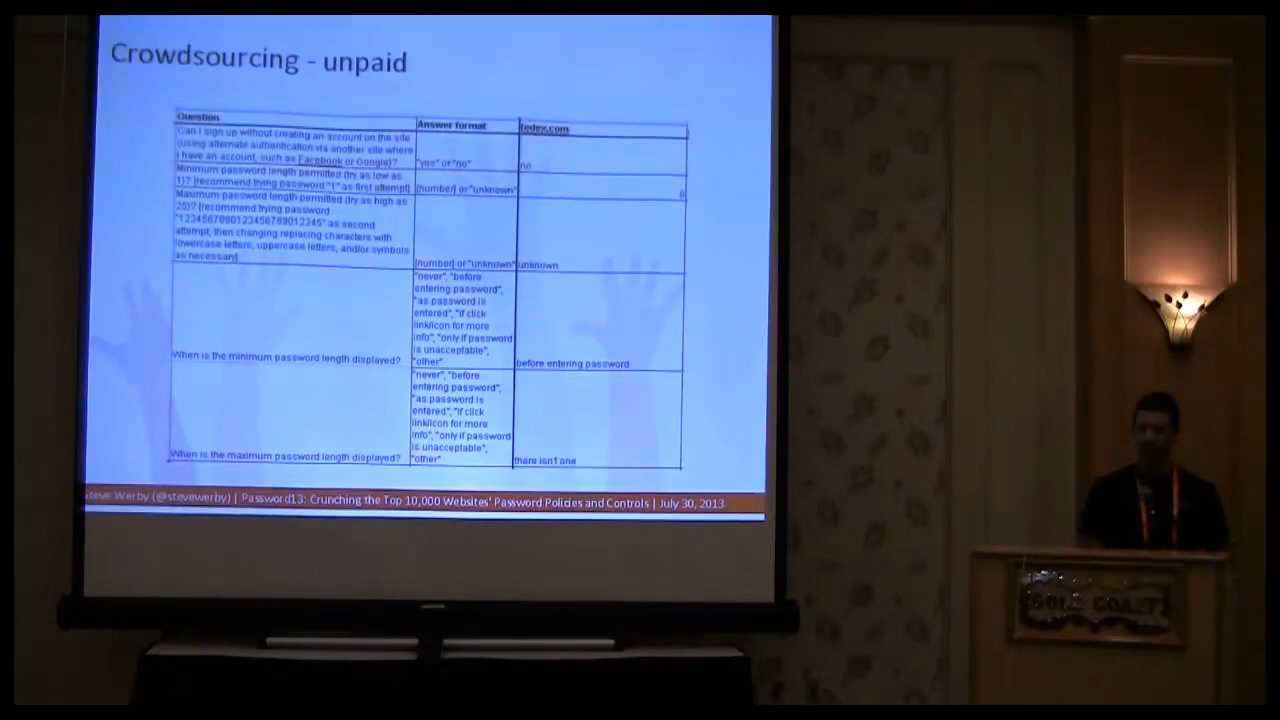 Crowdsourcing - unpaid
Question
Answer format
fedex.com
Can I sign up without creating an account on the site
(using alternate authentication via another site where
I have an account, such as Facebook or Google)?
"yes" or "no"
no
Minimum password length permitted (try as low as
1)? [recommend trying password "1" as first attempt]
[number] or "unknown"
8
Maximum password length permitted (try as high as
25)? [recommend trying password
"1234567890123456789012345" as second
attempt, then changing replacing characters with
lowercase letters, uppercase letters, and/or symbols
as necessary]
[number] or "unknown"
unknown
When is the minimum password length displayed?
"never", "before
entering password",
"as password is
entered", "if click
link/icon for more
info", "only if password
is unacceptable",
"other"
before entering password
When is the maximum password length displayed?
"never", "before
entering password",
"as password is
entered", "if click
link/icon for more
info", "only if password
is unacceptable",
"other"
there isn't one
Steve Werby (@stevewerby) | Password13: Crunching the Top 10,000 Websites' Password Policies and Controls | July 30, 2013
GOLD COAST